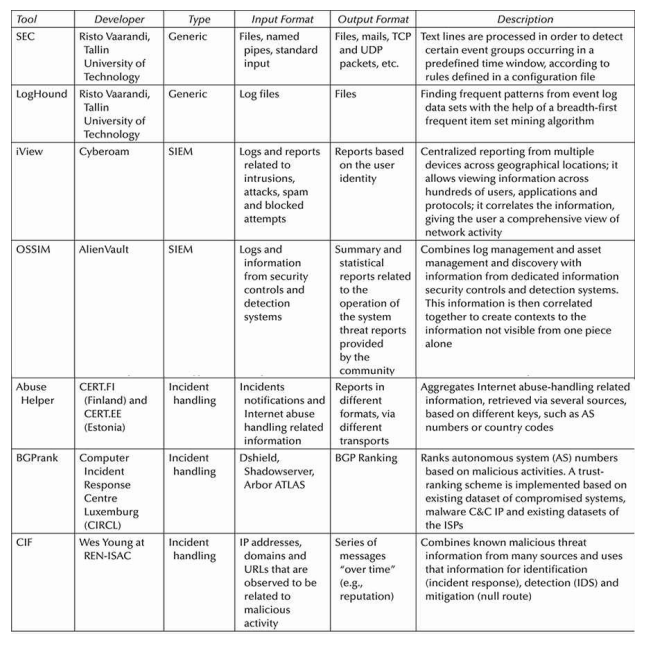 Tool Developer Type Input Format Output Format Description
SEC Risto Vaarandi, Generic Files, named Files, mails, TCP Text lines are processed in order to detect
Tallin pipes, standard and UDP certain event groups occurring in a
University of input packets, etc. predefined time window, according to
Technology rules defined in a configuration file
LogHound Risto Vaarandi, Generic Log files Files Finding frequent patterns from event log
Tallin data sets with the help of a breadth-first
University of frequent item set mining algorithm
Technology
iView Cyberoam SIEM Logs and reports Reports based Centralized reporting from multiple
related to on the user devices across geographical locations; it
intrusions, identity allows viewing information across
attacks, spam hundreds of users, applications and
and blocked protocols; it correlates the information,
attempts giving the user a comprehensive view of
network activity
OSSIM AlienVault SIEM Logs and Summary and Combines log management and asset
information statistical management and discovery with
from security reports related information from dedicated information
controls and to the security controls and detection systems.
detection operation of This information is then correlated
systems the system together to create contexts to the
threat reports information not visible from one piece
provided alone
by the
community
Abuse CERT.FI Incident Incidents Reports in Aggregates Internet abuse-handling related
Helper (Finland) and handling notifications and different information, retrieved via several sources,
CERT.EE Internet abuse formats, via based on different keys, such as AS
(Estonia) handling related different numbers or country codes
information transports
BGPrank Computer Incident Dshield, BGP Ranking Ranks autonomous system (AS) numbers
Incident handling Shadowserver, based on malicious activities. A trust-
Response Arbor ATLAS ranking scheme is implemented based on
Centre existing dataset of compromised systems,
Luxemburg malware C&C IP and existing datasets of
(CIRCL) the ISPs
CIF Wes Young at Incident IP addresses, Series of Combines known malicious threat
REN-ISAC handling domains and messages information from many sources and uses
URLs that are “over time” that information for identification
observed to be (e.g., (incident response), detection (IDS) and
related to reputation) mitigation (null route)
malicious
activity